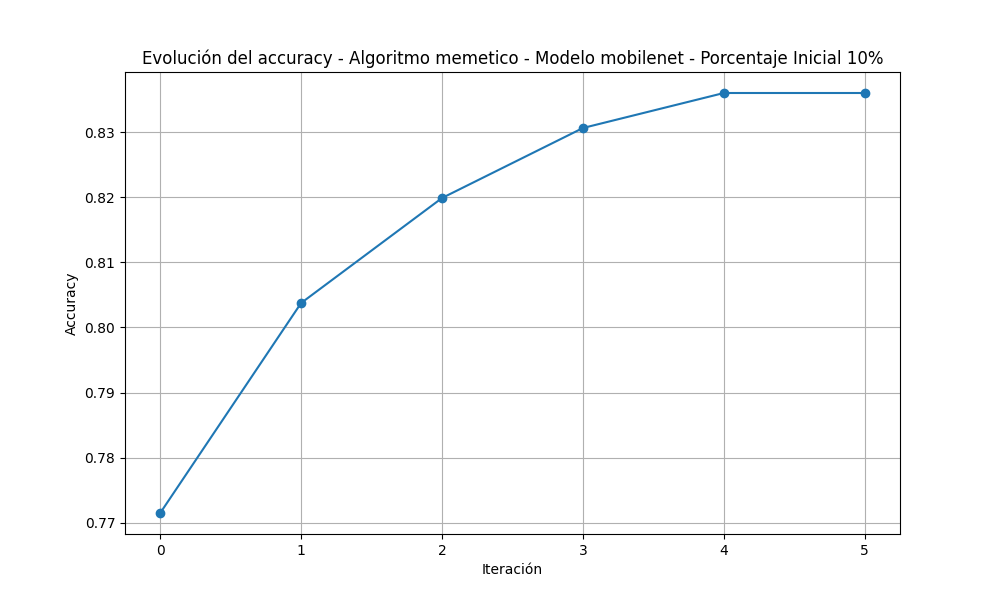 Evolución del accuracy - Algoritmo memetico - Modelo mobilenet - Porcentaje Inicial 10%
0.83
0.82
0.81
0.80
0.79
0.78
0.77
Accuracy
0 1 2 3 4 5
Iteración